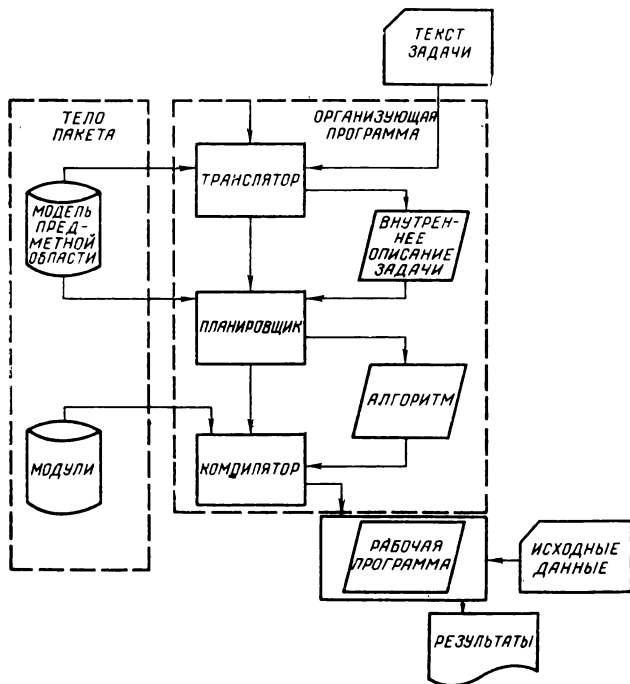 ТЕКСТ
ЗАДАЧИ
ТЕЛО
ПАКЕТА
ОРГАНИЗУЮЩАЯ
ПРОГРАММА
ТРАНСЛЯТОР
МОДЕЛЬ
ПРЕД-
МЕТНОЙ
ОБЛАСТИ
ВНУТРЕН-
НЕЕ
ОПИСАНИЕ
ЗАДАЧИ
ПЛАНИРОВЩИК
АЛГОРИТМ
МОДУЛИ
КОМПИЛЯТОР
РАБОЧАЯ
ПРОГРАММА
ИСХОДНЫЕ
ДАННЫЕ
РЕЗУЛЬТАТЫ